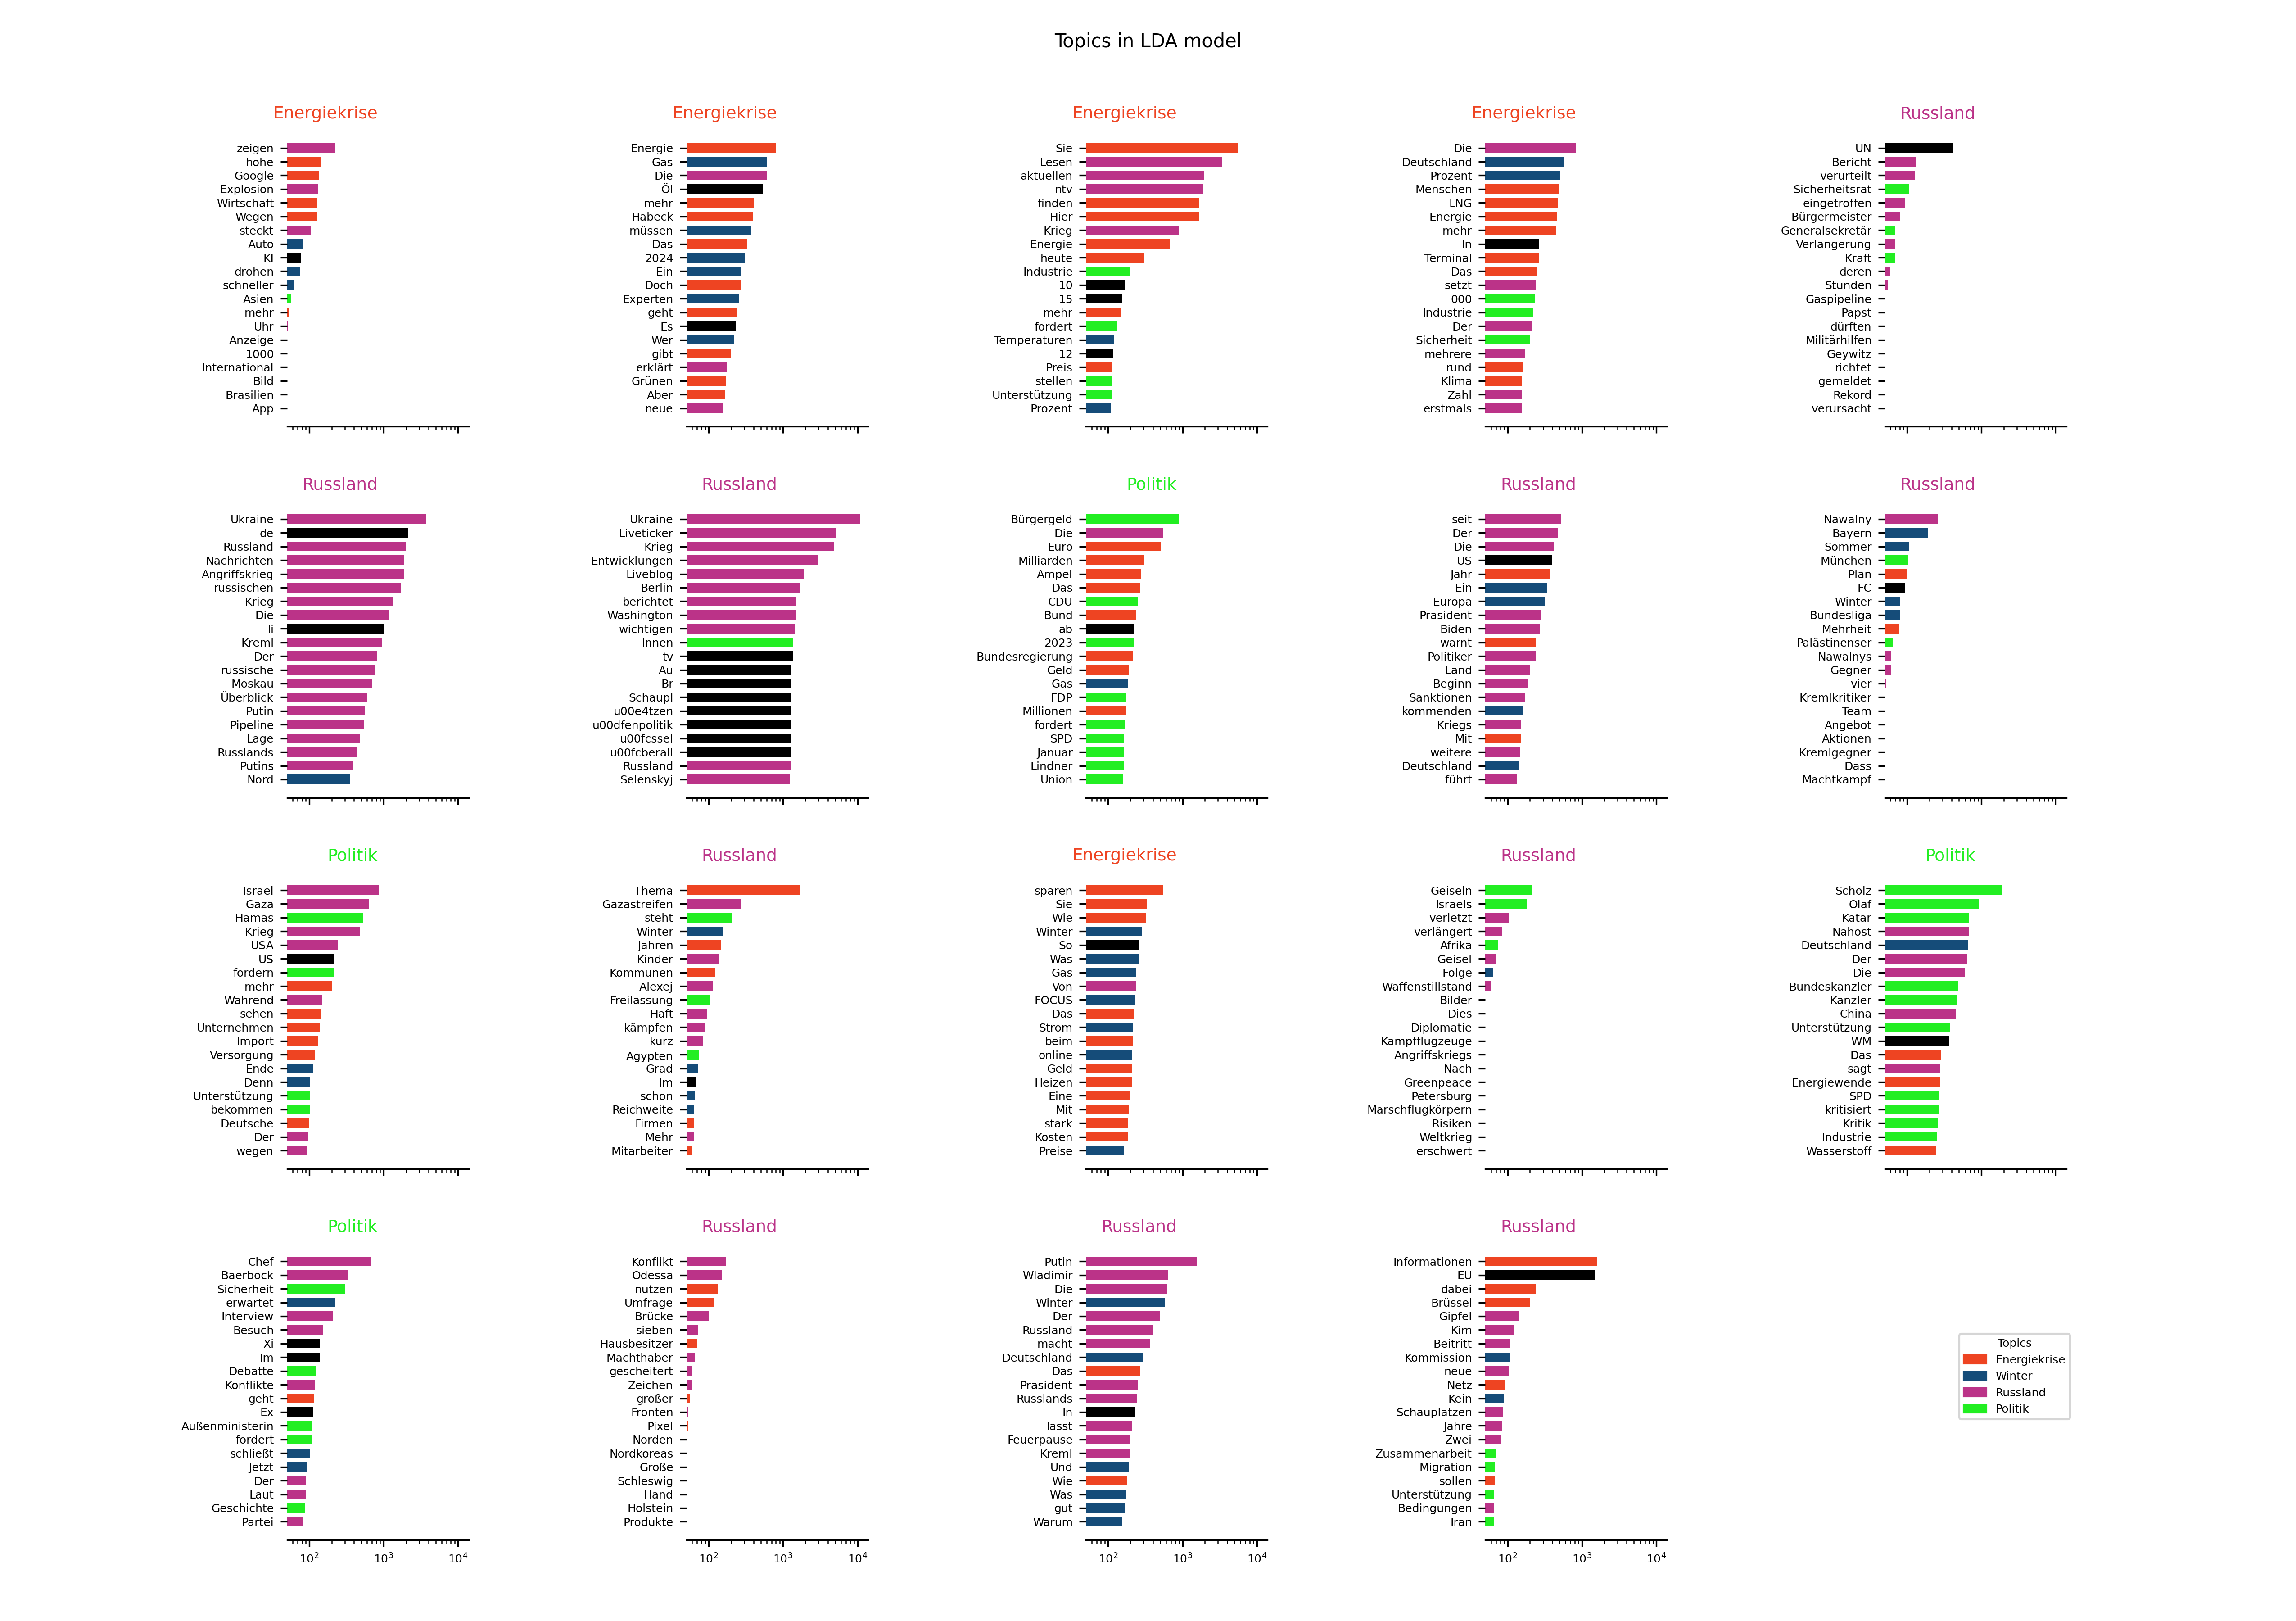 Topics in LDA model
Energiekrise
zeigen
hohe
Google
Explosion
Wirtschaft
Wegen
steckt
Auto
KI
drohen
schneller
Asien
mehr
Uhr
Anzeige
1000
International
Bild
Brasilien
App
Energiekrise
Energie
Gas
Die
Öl
mehr
Habeck
müssen
Das
2024
Ein
Doch
Experten
geht
Es
Wer
gibt
erklärt
Grünen
Aber
neue
Energiekrise
Sie
Lesen
aktuellen
ntv
finden
Hier
Krieg
Energie
heute
Industrie
10
15
mehr
fordert
Temperaturen
12
Preis
stellen
Unterstützung
Prozent
Energiekrise
Die
Deutschland
Prozent
Menschen
LNG
Energie
mehr
In
Terminal
Das
setzt
000
Industrie
Der
Sicherheit
mehrere
rund
Klima
Zahl
erstmals
Russland
UN
Bericht
verurteilt
Sicherheitsrat
eingetroffen
Bürgermeister
Generalsekretär
Verlängerung
Kraft
deren
Stunden
Gaspipeline
Papst
dürften
Militärhilfen
Geywitz
richtet
gemeldet
Rekord
verursacht
Russland
Ukraine
de
Russland
Nachrichten
Angriffskrieg
russischen
Krieg
Die
li
Kreml
Der
russische
Moskau
Überblick
Putin
Pipeline
Lage
Russlands
Putins
Nord
Russland
Ukraine
Liveticker
Krieg
Entwicklungen
Liveblog
Berlin
berichtet
Washington
wichtigen
Innen
tv
Au
Br
Schaupl
u00e4tzen
u00dfenpolitik
u00fcssel
u00fcberall
Russland
Selenskyj
Politik
Bürgergeld
Die
Euro
Milliarden
Ampel
Das
CDU
Bund
ab
2023
Bundesregierung
Geld
Gas
FDP
Millionen
fordert
SPD
Januar
Lindner
Union
Russland
seit
Der
Die
US
Jahr
Ein
Europa
Präsident
Biden
warnt
Politiker
Land
Beginn
Sanktionen
kommenden
Kriegs
Mit
weitere
Deutschland
führt
Russland
Nawalny
Bayern
Sommer
München
Plan
FC
Winter
Bundesliga
Mehrheit
Palästinenser
Nawalnys
Gegner
vier
Kremlkritiker
Team
Angebot
Aktionen
Kremlgegner
Dass
Machtkampf
Politik
Israel
Gaza
Hamas
Krieg
USA
US
fordern
mehr
Während
sehen
Unternehmen
Import
Versorgung
Ende
Denn
Unterstützung
bekommen
Deutsche
Der
wegen
Russland
Thema
Gazastreifen
steht
Winter
Jahren
Kinder
Kommunen
Alexej
Freilassung
Haft
kämpfen
kurz
Ägypten
Grad
Im
schon
Reichweite
Firmen
Mehr
Mitarbeiter
Energiekrise
sparen
Sie
Wie
Winter
So
Was
Gas
Von
FOCUS
Das
Strom
beim
online
Geld
Heizen
Eine
Mit
stark
Kosten
Preise
Russland
Geiseln
Israels
verletzt
verlängert
Afrika
Geisel
Folge
Waffenstillstand
Bilder
Dies
Diplomatie
Kampfflugzeuge
Angriffskriegs
Nach
Greenpeace
Petersburg
Marschflugkörpern
Risiken
Weltkrieg
erschwert
Politik
Scholz
Olaf
Katar
Nahost
Deutschland
Der
Die
Bundeskanzler
Kanzler
China
Unterstützung
WM
Das
sagt
Energiewende
SPD
kritisiert
Kritik
Industrie
Wasserstoff
Politik
Chef
Baerbock
Sicherheit
erwartet
Interview
Besuch
Xi
Im
Debatte
Konflikte
geht
Ex
Außenministerin
fordert
schließt
Jetzt
Der
Laut
Geschichte
Partei
10² 10³ 10⁴
Russland
Konflikt
Odessa
nutzen
Umfrage
Brücke
sieben
Hausbesitzer
Machthaber
gescheitert
Zeichen
großer
Fronten
Pixel
Norden
Nordkoreas
Große
Schleswig
Hand
Holstein
Produkte
10² 10³ 10⁴
Russland
Putin
Wladimir
Die
Winter
Der
Russland
macht
Deutschland
Das
Präsident
Russlands
In
lässt
Feuerpause
Kreml
Und
Wie
Was
gut
Warum
10² 10³ 10⁴
Russland
Informationen
EU
dabei
Brüssel
Gipfel
Kim
Beitritt
Kommission
neue
Netz
Kein
Schauplätzen
Jahre
Zwei
Zusammenarbeit
Migration
sollen
Unterstützung
Bedingungen
Iran
10² 10³ 10⁴
Topics
Energiekrise
Winter
Russland
Politik